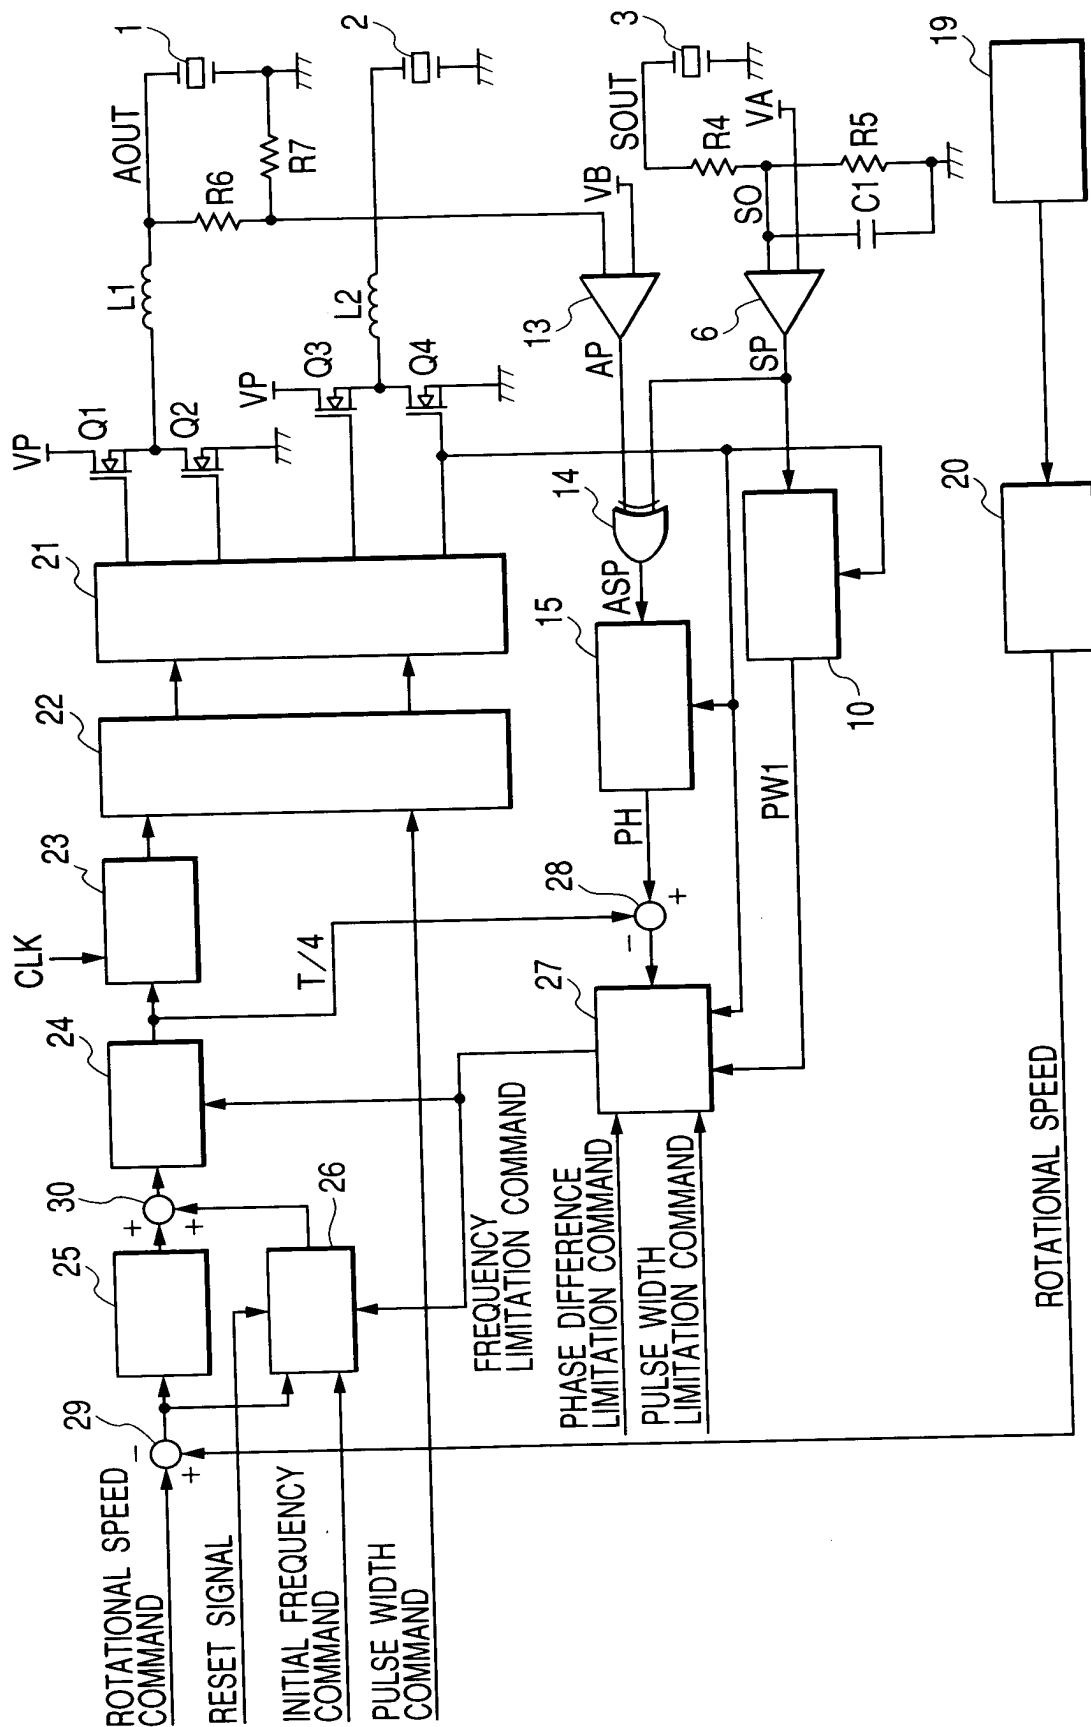 ROTATIONAL SPEED
COMMAND
RESET SIGNAL
INITIAL FREQUENCY
COMMAND
PULSE WIDTH
COMMAND
29
+
−
25
26
30
+
+
24
CLK
23
22
21
T/4
VP
Q1
Q2
VP
Q3
Q4
L1
L2
AOUT
R6
R7
1
2
FREQUENCY
LIMITATION COMMAND
PHASE DIFFERENCE
LIMITATION COMMAND
PULSE WIDTH
LIMITATION COMMAND
27
28
−
+
PH
15
ASP
14
AP
13
VB
SP
6
SO
SOUT
R4
VA
R5
C1
3
PW1
10
ROTATIONAL SPEED
20
19